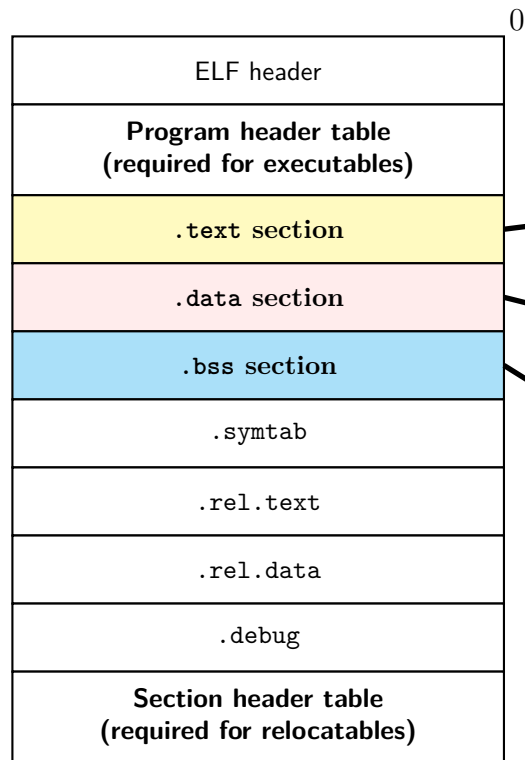 0
ELF header
Program header table
(required for executables)
.text section
.data section
.bss section
.symtab
.rel.text
.rel.data
.debug
Section header table
(required for relocatables)